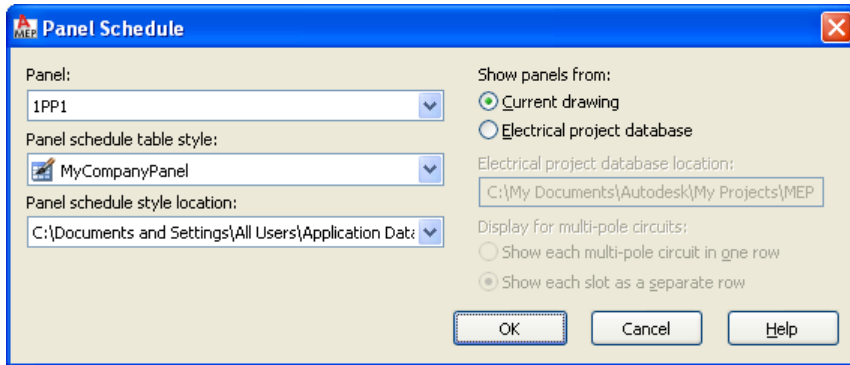 MEP Panel Schedule
Panel:
1PP1
Panel schedule table style:
MyCompanyPanel
Panel schedule style location:
C:\Documents and Settings\All Users\Application Data
Show panels from:
Current drawing
Electrical project database
Electrical project database location:
C:\My Documents\Autodesk\My Projects\MEP
Display for multi-pole circuits:
Show each multi-pole circuit in one row
Show each slot as a separate row
OK Cancel Help